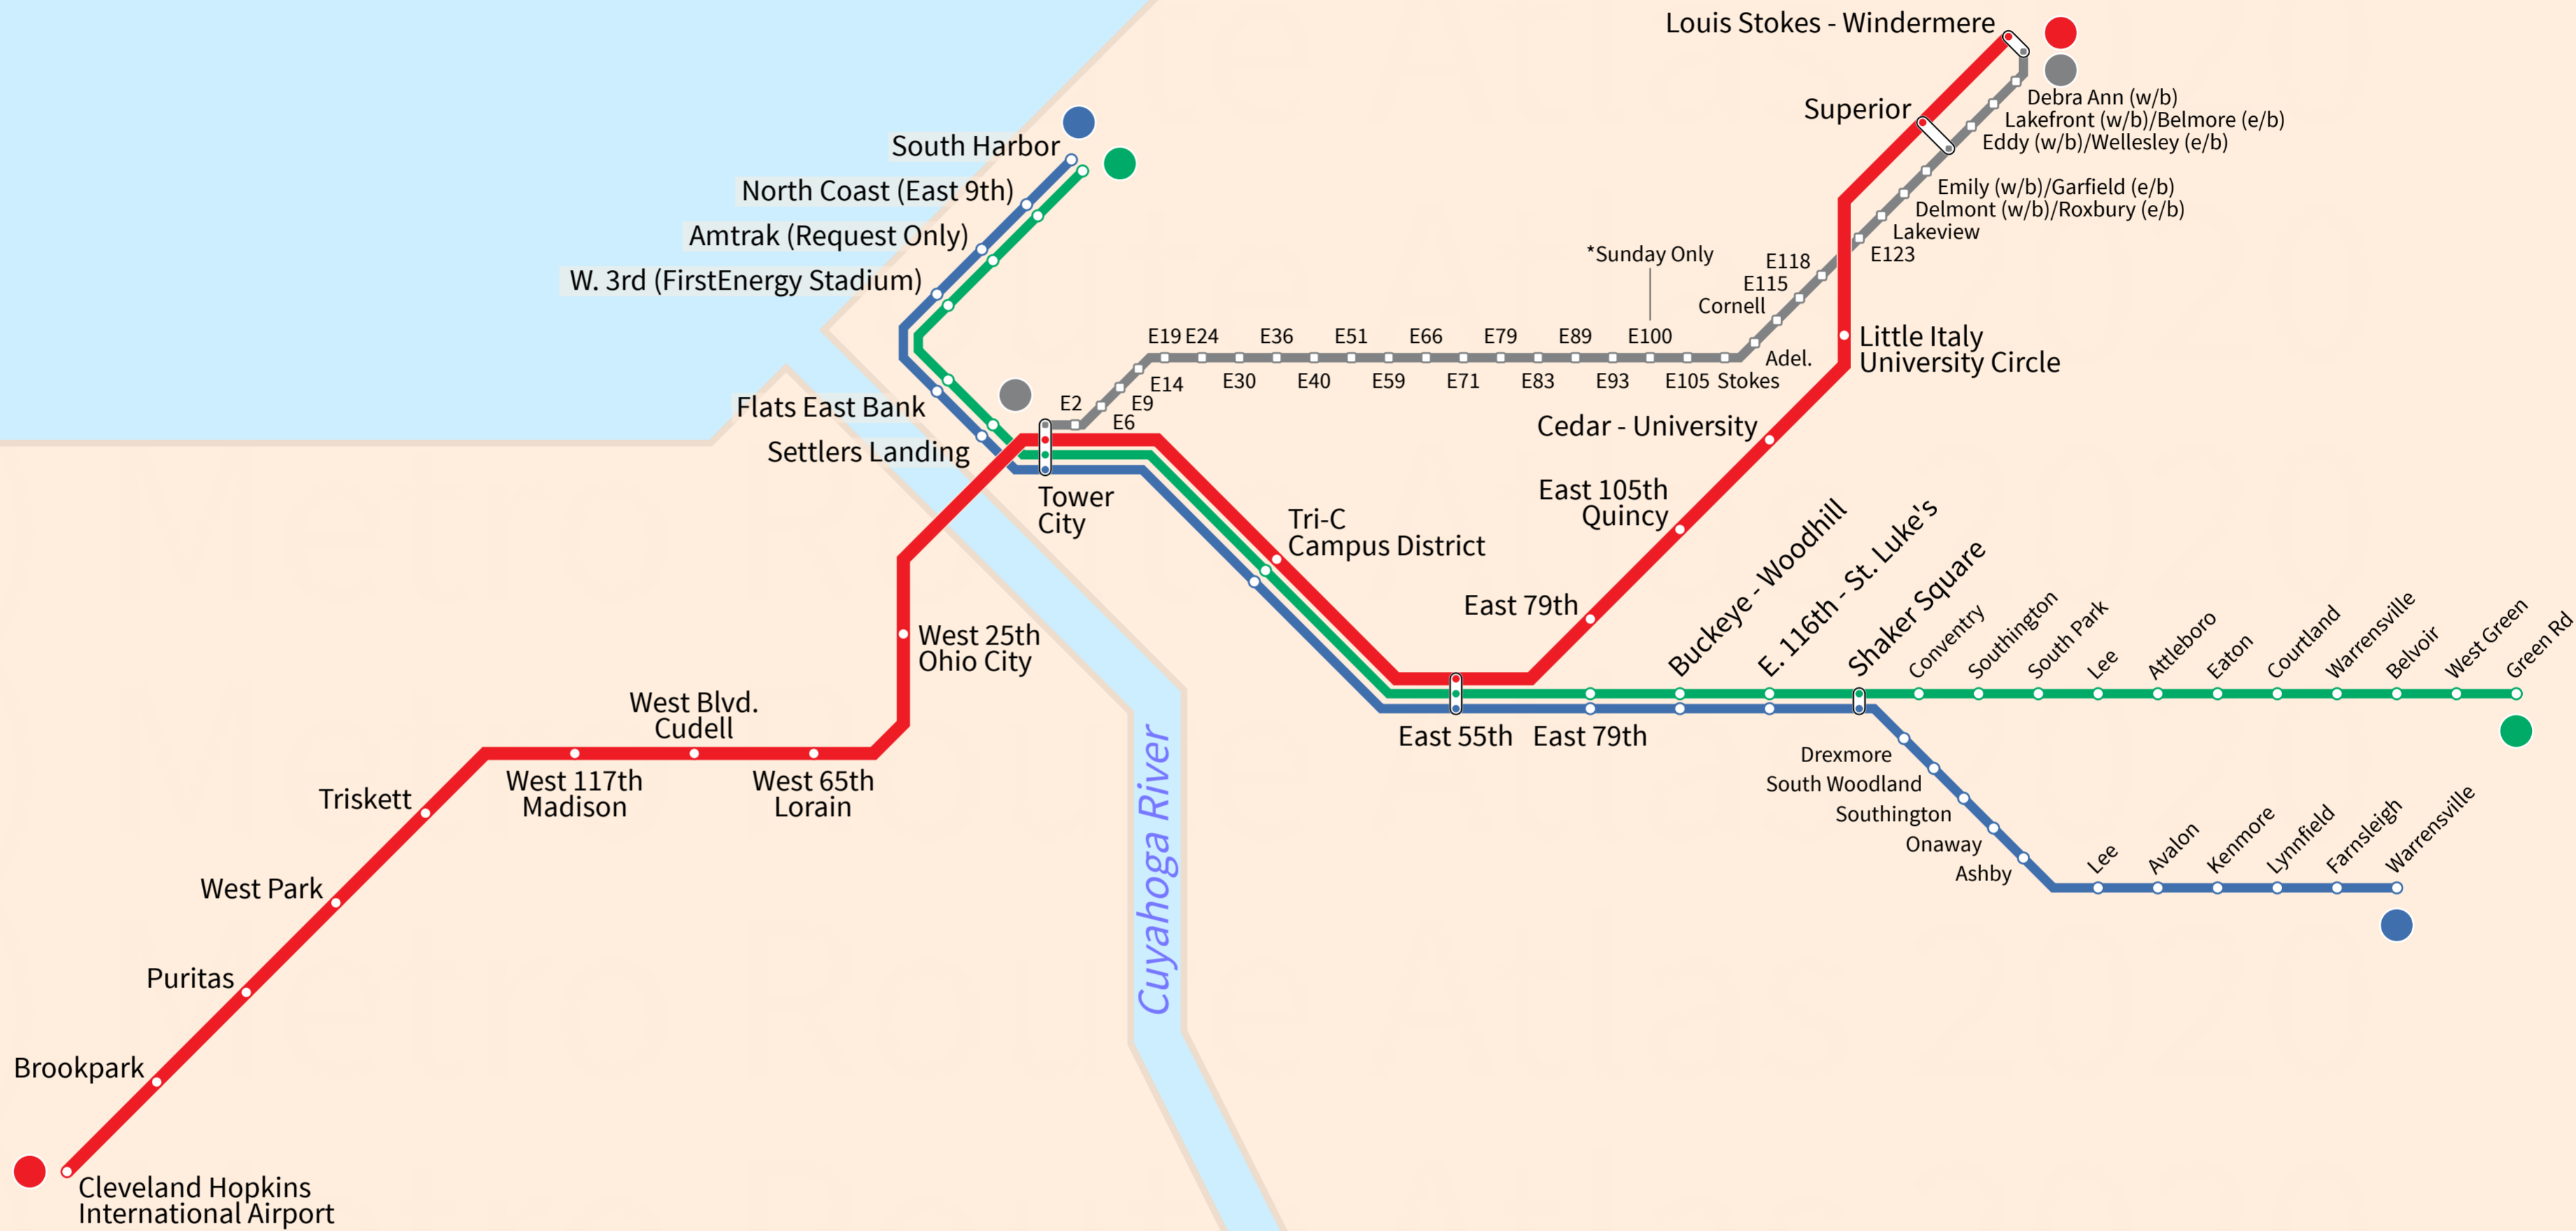 Louis Stokes - Windermere
Superior
Debra Ann (w/b)
Lakefront (w/b)/Belmore (e/b)
Eddy (w/b)/Wellesley (e/b)
Emily (w/b)/Garfield (e/b)
Delmont (w/b)/Roxbury (e/b)
Lakeview
E123
E118
E115
Cornell
Adel.
*Sunday Only
South Harbor
North Coast (East 9th)
Amtrak (Request Only)
W. 3rd (FirstEnergy Stadium)
Flats East Bank
Settlers Landing
E2
E6
E9
E14
E19 E24
E36
E51
E66
E79
E89
E100
E30
E40
E59
E71
E83
E93
E105
Stokes
Little Italy
University Circle
Cedar - University
East 105th
Quincy
East 79th
Tower
City
Tri-C
Campus District
West 25th
Ohio City
West Blvd.
Cudell
West 117th
Madison
West 65th
Lorain
Triskett
West Park
Puritas
Brookpark
Cleveland Hopkins
International Airport
Cuyahoga River
East 55th
East 79th
Buckeye - Woodhill
E. 116th - St. Luke's
Shaker Square
Coventry
Southington
South Park
Lee
Attleboro
Eaton
Courtland
Warrensville
Belvoir
West Green
Green Rd
Drexmore
South Woodland
Southington
Onaway
Ashby
Lee
Avalon
Kenmore
Lynnfield
Farnsleigh
Warrensville